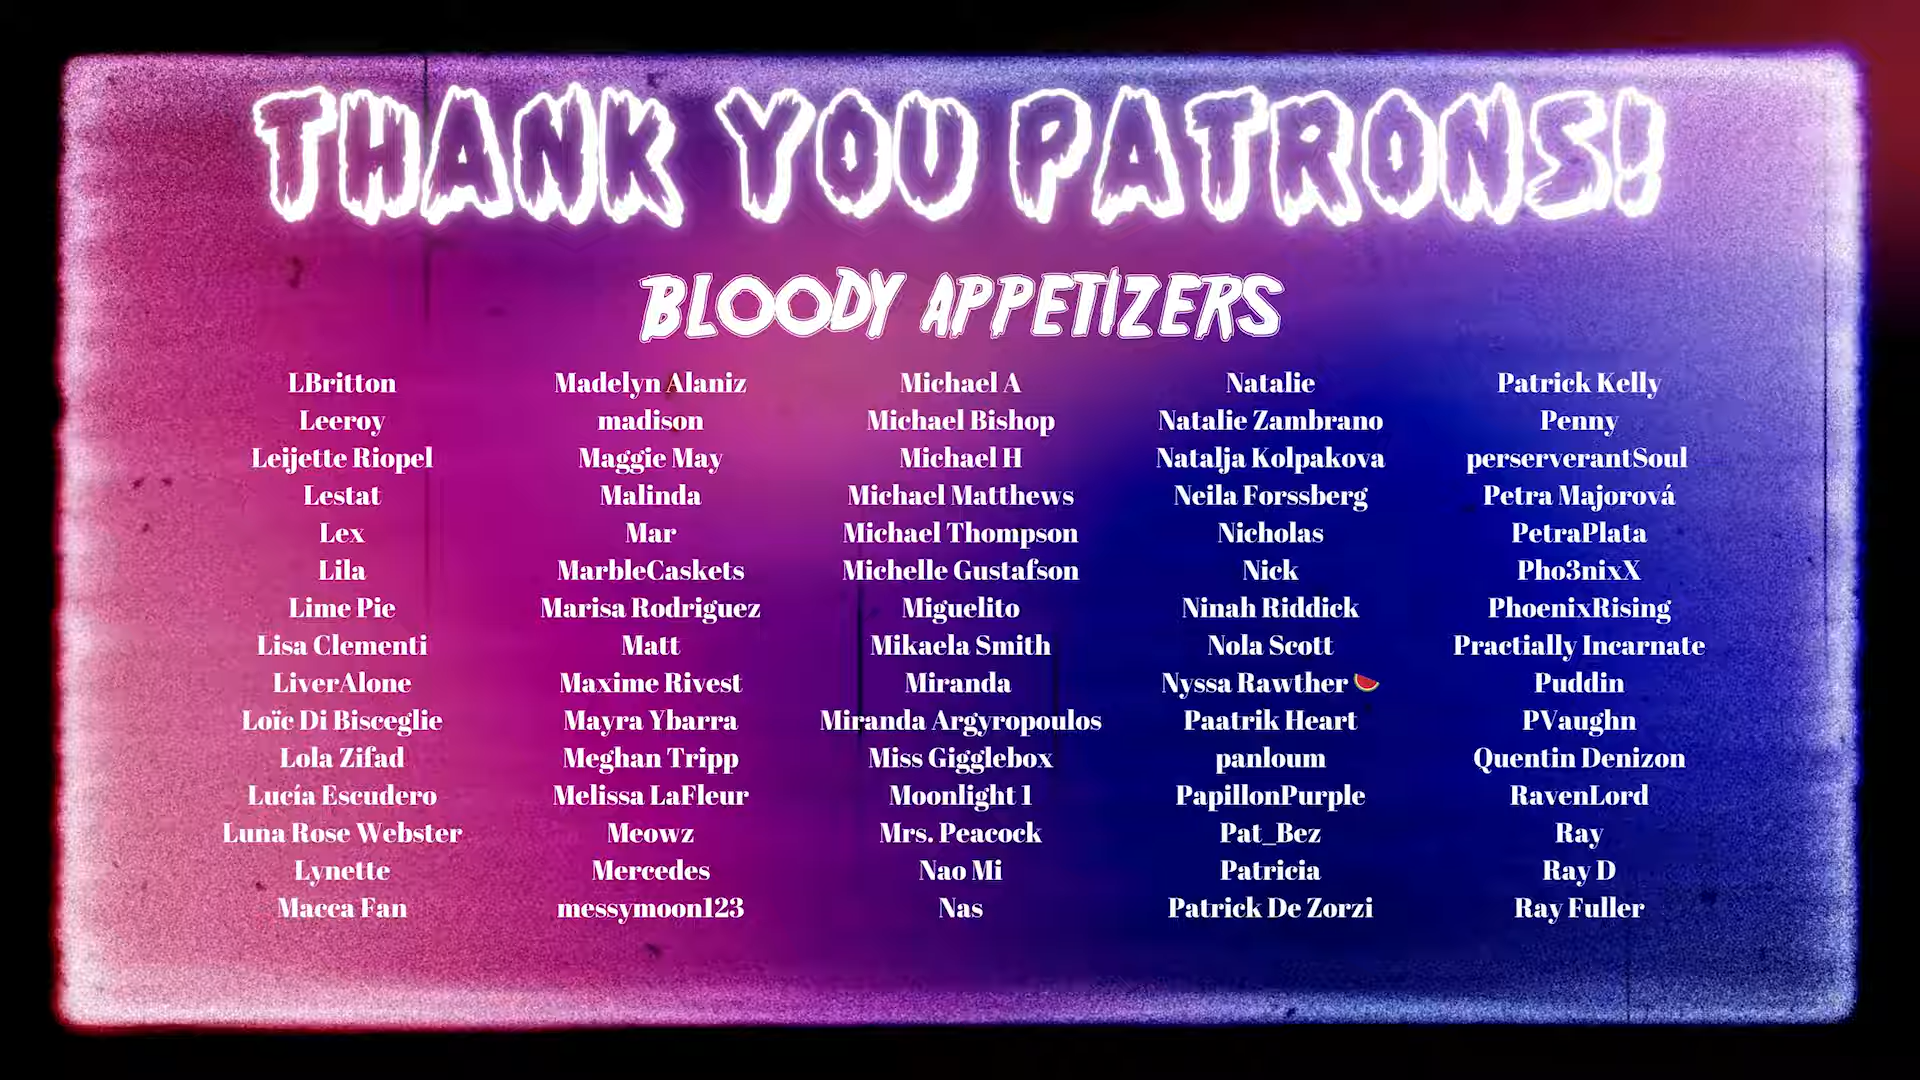 THANK YOU PATRONS!
BLOODY APPETIZERS
LBritton
Leeroy
Leijette Riopel
Lestat
Lex
Lila
Lime Pie
Lisa Clementi
LiverAlone
Loïc Di Bisceglie
Lola Zifad
Lucía Escudero
Luna Rose Webster
Lynette
Macca Fan
Madelyn Alaniz
madison
Maggie May
Malinda
Mar
MarbleCaskets
Marisa Rodriguez
Matt
Maxime Rivest
Mayra Ybarra
Meghan Tripp
Melissa LaFleur
Meowz
Mercedes
messymoon123
Michael A
Michael Bishop
Michael H
Michael Matthews
Michael Thompson
Michelle Gustafson
Miguelito
Mikaela Smith
Miranda
Miranda Argyropoulos
Miss Gigglebox
Moonlight 1
Mrs. Peacock
Nao Mi
Nas
Natalie
Natalie Zambrano
Natalja Kolpakova
Neila Forssberg
Nicholas
Nick
Ninah Riddick
Nola Scott
Nyssa Rawther 🍉
Paatrik Heart
panloum
PapillonPurple
Pat_Bez
Patricia
Patrick De Zorzi
Patrick Kelly
Penny
perserverantSoul
Petra Majorová
PetraPlata
Pho3nixX
PhoenixRising
Practially Incarnate
Puddin
PVaughn
Quentin Denizon
RavenLord
Ray
Ray D
Ray Fuller